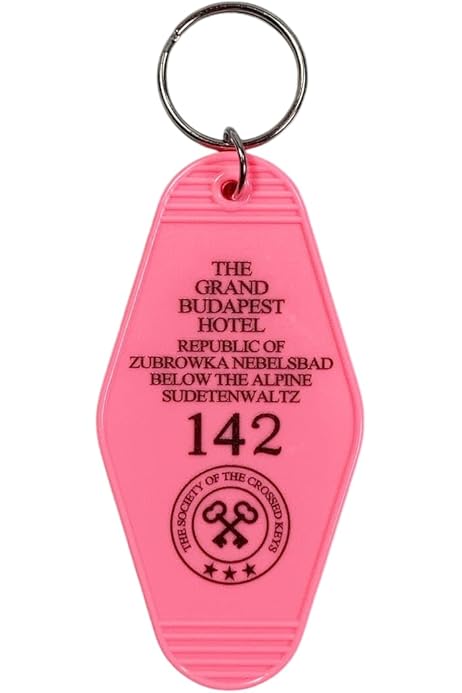 THE
GRAND
BUDAPEST
HOTEL
REPUBLIC OF
ZUBROWKA NEBELSBAD
BELOW THE ALPINE
SUDETENWALTZ
142
THE SOCIETY OF THE CROSSED KEYS